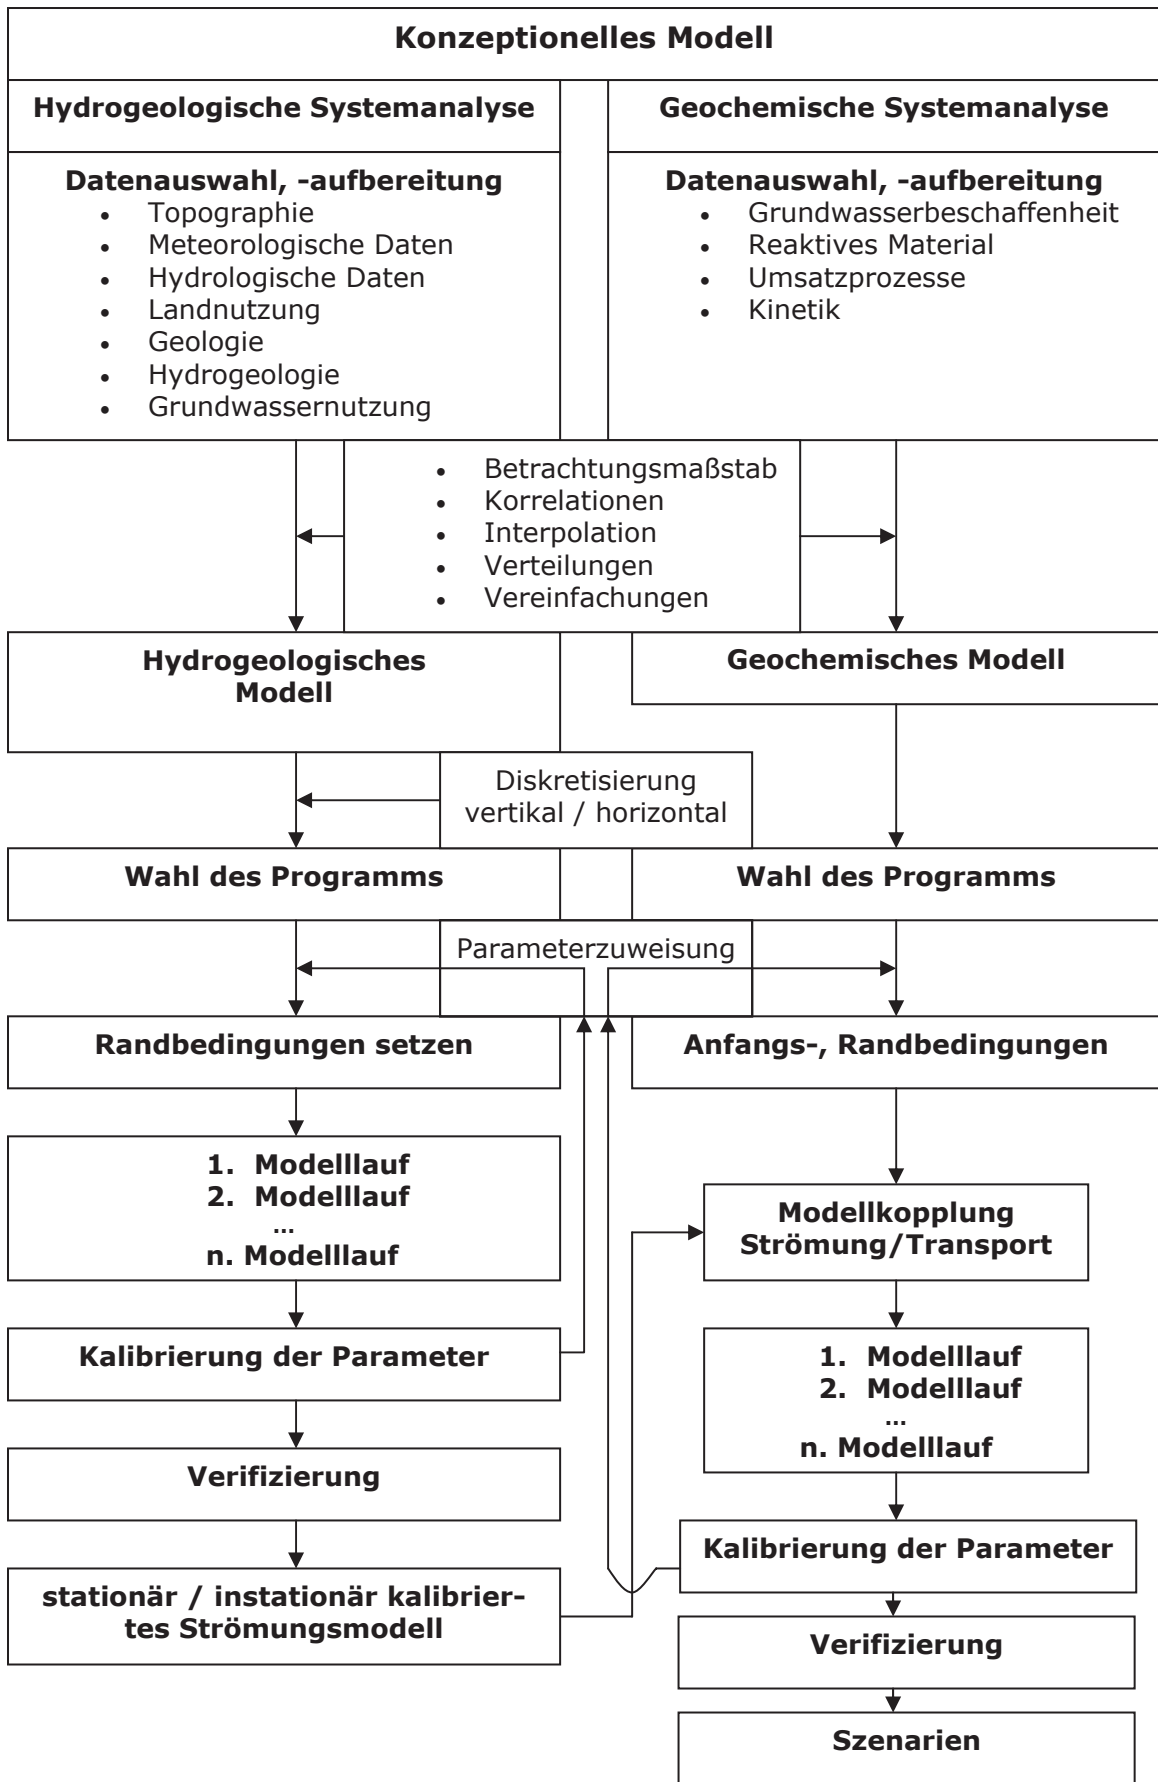 Konzeptionelles Modell
Hydrogeologische Systemanalyse
Geochemische Systemanalyse
Datenauswahl, -aufbereitung
• Topographie
• Meteorologische Daten
• Hydrologische Daten
• Landnutzung
• Geologie
• Hydrogeologie
• Grundwassernutzung
Datenauswahl, -aufbereitung
• Grundwasserbeschaffenheit
• Reaktives Material
• Umsatzprozesse
• Kinetik
• Betrachtungsmaßstab
• Korrelationen
• Interpolation
• Verteilungen
• Vereinfachungen
Hydrogeologisches
Modell
Geochemisches Modell
Diskretisierung
vertikal / horizontal
Wahl des Programms
Wahl des Programms
Parameterzuweisung
Randbedingungen setzen
Anfangs-, Randbedingungen
1. Modelllauf
2. Modelllauf
...
n. Modelllauf
Modellkopplung
Strömung/Transport
Kalibrierung der Parameter
1. Modelllauf
2. Modelllauf
...
n. Modelllauf
Verifizierung
Kalibrierung der Parameter
stationär / instationär kalibrier-
tes Strömungsmodell
Verifizierung
Szenarien